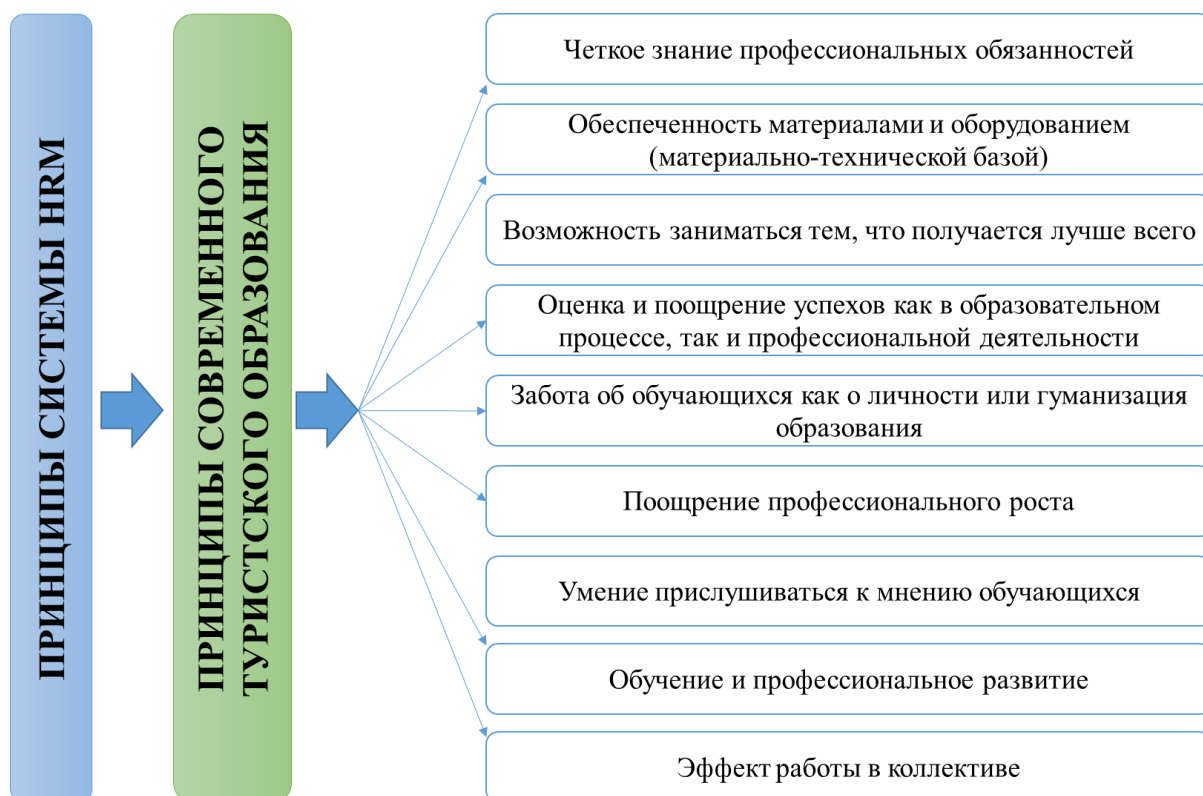 ПРИНЦИПЫ СИСТЕМЫ HRM
ПРИНЦИПЫ СОВРЕМЕННОГО
ТУРИСТСКОГО ОБРАЗОВАНИЯ
Четкое знание профессиональных обязанностей
Обеспеченность материалами и оборудованием
(материально-технической базой)
Возможность заниматься тем, что получается лучше всего
Оценка и поощрение успехов как в образовательном
процессе, так и профессиональной деятельности
Забота об обучающихся как о личности или гуманизация
образования
Поощрение профессионального роста
Умение прислушиваться к мнению обучающихся
Обучение и профессиональное развитие
Эффект работы в коллективе